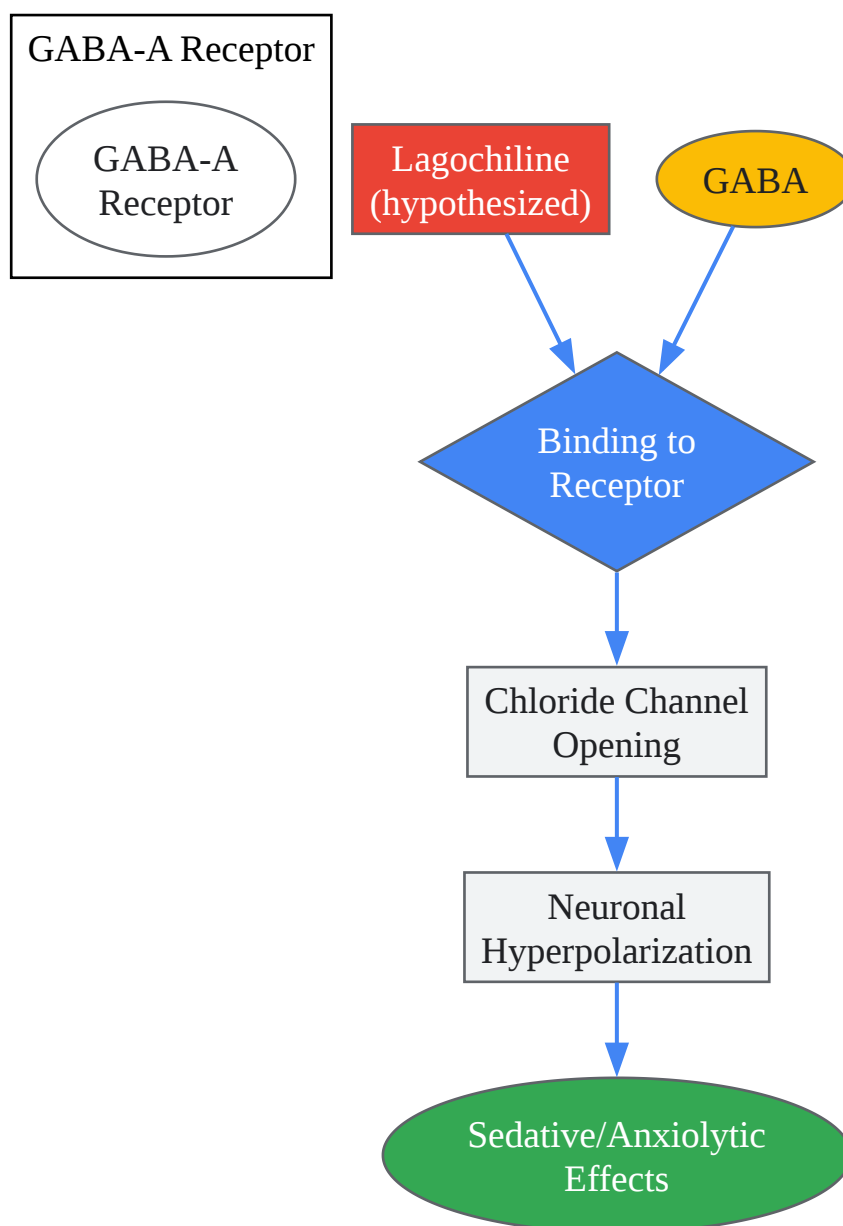 GABA-A Receptor
GABA-A
Receptor
Lagochiline
(hypothesized)
GABA
Binding to
Receptor
Chloride Channel
Opening
Neuronal
Hyperpolarization
Sedative/Anxiolytic
Effects